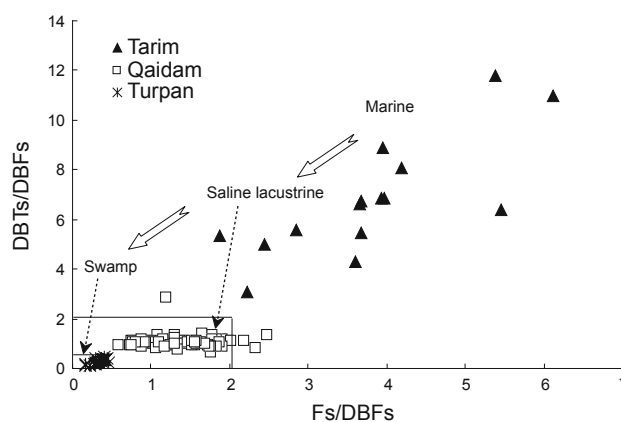 14
12
10
8
6
4
2
0
DBTs/DBFs
Tarim
Qaidam
Turpan
Marine
Saline lacustrine
Swamp
0 1 2 3 4 5 6 7
Fs/DBFs